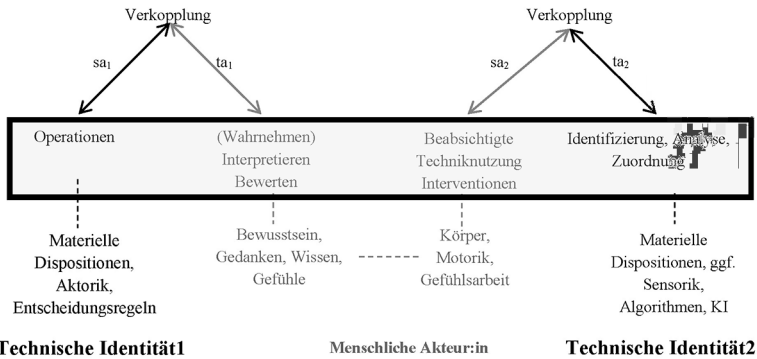 Verkopplung
Verkopplung
sa1
ta1
sa2
ta2
Operationen
(Wahrnehmen)
Interpretieren
Bewerten
Beabsichtigte
Techniknutzung
Interventionen
Identifizierung, Analyse,
Zuordnung
Materielle
Dispositionen,
Aktorik,
Entscheidungsregeln
Bewusstsein,
Gedanken, Wissen,
Gefühle
Körper,
Motorik,
Gefühlsarbeit
Materielle
Dispositionen, ggf.
Sensorik,
Algorithmen, KI
Technische Identität1
Menschliche Akteur:in
Technische Identität2